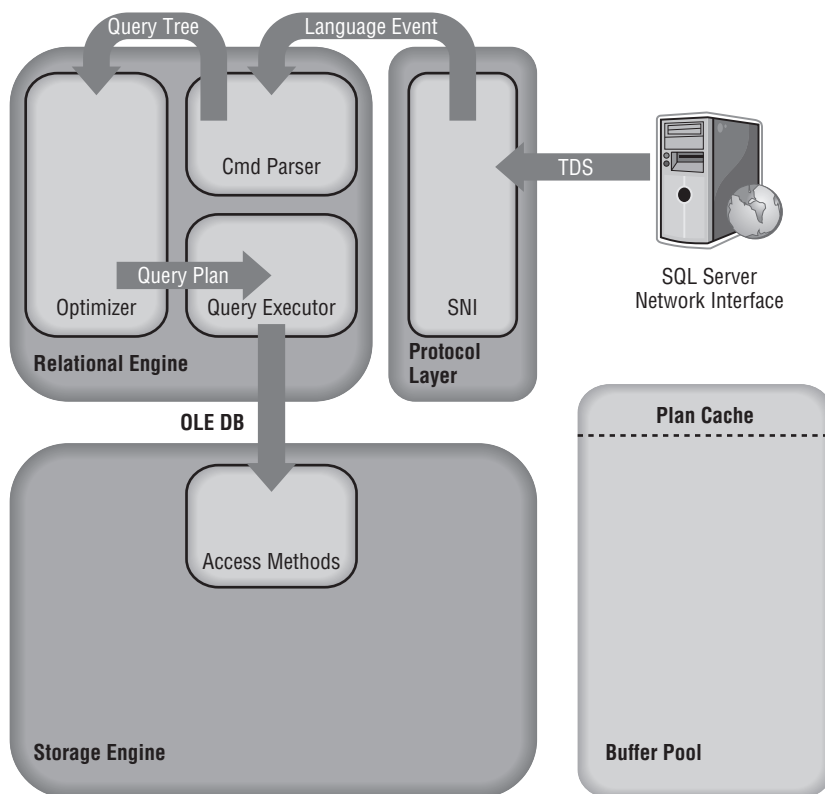 Query Tree
Language Event
Cmd Parser
TDS
Query Plan
Optimizer
Query Executor
SNI
SQL Server
Network Interface
Relational Engine
Protocol
Layer
OLE DB
Plan Cache
Access Methods
Storage Engine
Buffer Pool